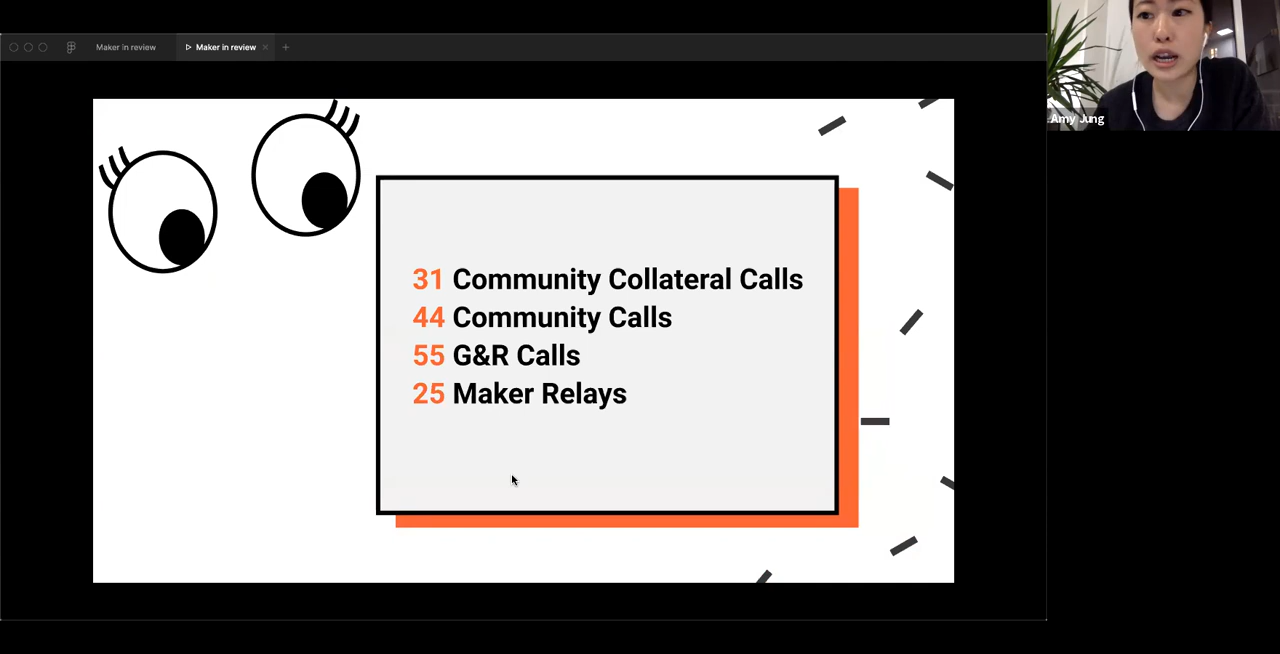 Maker in review
Maker in review
Amy Jung
31 Community Collateral Calls
44 Community Calls
55 G&R Calls
25 Maker Relays